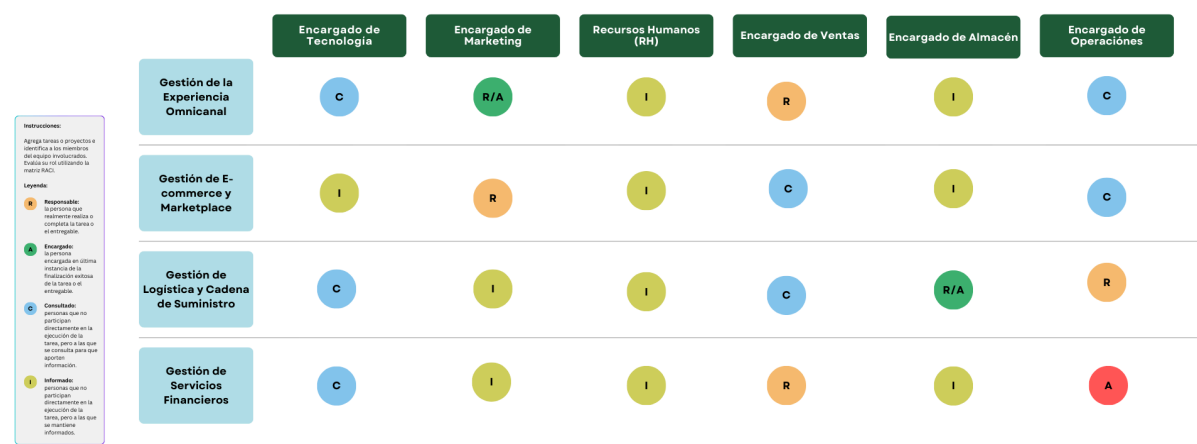 Encargado de
Tecnología
Encargado de
Marketing
Recursos Humanos
(RH)
Encargado de Ventas
Encargado de Almacén
Encargado de
Operaciónes
Gestión de la
Experiencia
Omnicanal
C
R/A
I
R
I
C
Gestión de E-
commerce y
Marketplace
I
R
I
C
I
C
Gestión de
Logística y Cadena
de Suministro
C
I
I
C
R/A
R
Gestión de
Servicios
Financieros
C
I
I
R
I
A
Instrucciones:
Agrega tareas o proyectos e
identifica a los miembros
del equipo involucrados.
Evalúa su rol utilizando la
matriz RACI.
Leyenda:
R
Responsable:
la persona que
realmente realiza o
completa la tarea o
el entregable.
A
Encargado:
la persona
encargada en última
instancia de la
finalización exitosa
de la tarea o el
entregable.
C
Consultado:
personas que no
participan
directamente en la
ejecución de la
tarea, pero a las que
se consulta para que
aporten
información.
I
Informado:
personas que no
participan
directamente en la
ejecución de la
tarea, pero a las que
se mantiene
informados.